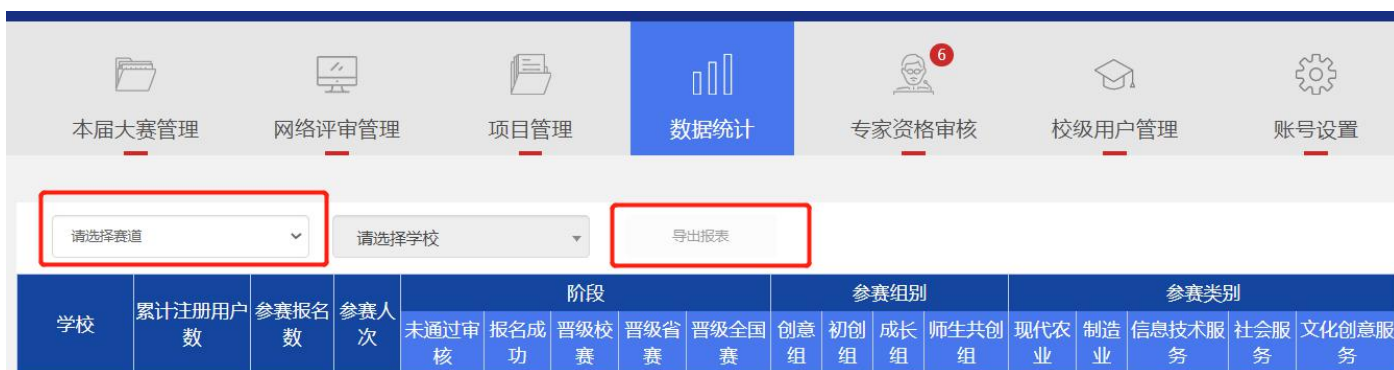 6
本届大赛管理 网络评审管理 项目管理 数据统计 专家资格审核 校级用户管理 账号设置
请选择赛道 请选择学校 导出报表
学校 累计注册用户数 参赛报名数 参赛人次 阶段 参赛组别 参赛类别
未通过审核 报名成功 晋级校赛 晋级省赛 晋级全国赛 创意组 初创组 成长组 师生共创组 现代农业 制造业 信息技术服务 社会服务 文化创意服务